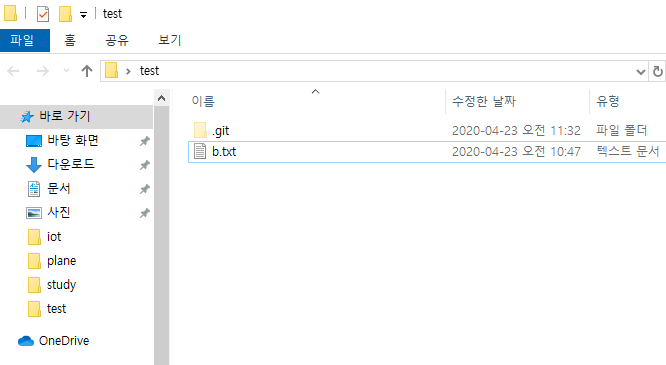 test
파일 홈 공유 보기
test
이름 수정한 날짜 유형
바로 가기
바탕 화면
다운로드
문서
사진
iot
plane
study
test
OneDrive
.git 2020-04-23 오전 11:32 파일 폴더
b.txt 2020-04-23 오전 10:47 텍스트 문서